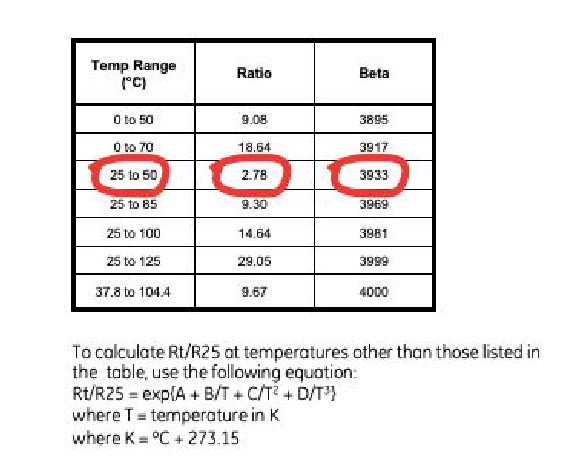 Temp Range (°C) Ratio Beta
0 to 50 9.08 3895
0 to 70 18.64 3917
25 to 50 2.78 3933
25 to 85 9.30 3969
25 to 100 14.64 3981
25 to 125 29.05 3999
37.8 to 104.4 9.67 4000
To calculate Rt/R25 at temperatures other than those listed in
the table, use the following equation:
Rt/R25 = exp{A + B/T + C/T² + D/T³}
where T = temperature in K
where K = °C + 273.15